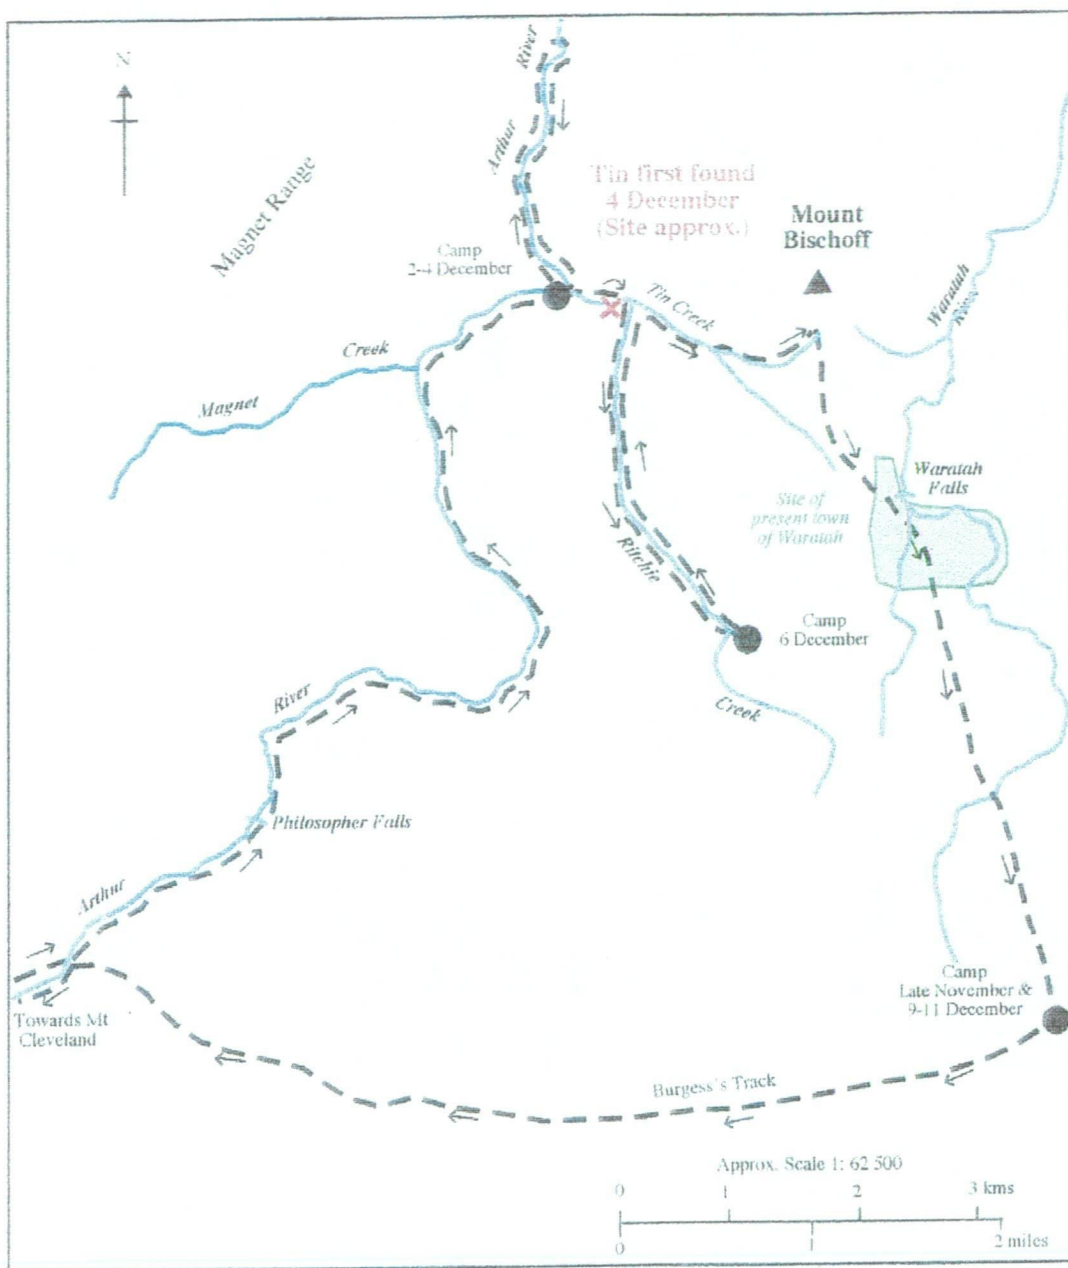 N
River
Arthur
Magnet Range
Tin first found
4 December
(Site approx.)
Mount
Bischoff
Camp
2-4 December
Tin Creek
Waratah
River
Creek
Magnet
Waratah
Falls
Site of
present town
of Waratah
Ritchie
Camp
6 December
River
Creek
Philosopher Falls
Arthur
Camp
Late November &
9-11 December
Towards Mt
Cleveland
Burgess's Track
Approx. Scale 1: 62 500
0 1 2 3 kms
0 1 2 miles